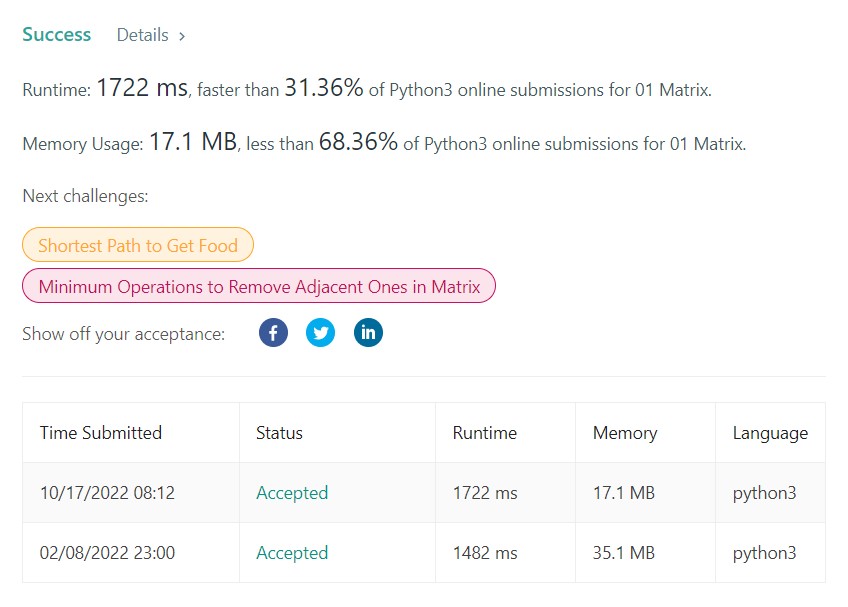 Success Details >
Runtime: 1722 ms, faster than 31.36% of Python3 online submissions for 01 Matrix.
Memory Usage: 17.1 MB, less than 68.36% of Python3 online submissions for 01 Matrix.
Next challenges:
Shortest Path to Get Food
Minimum Operations to Remove Adjacent Ones in Matrix
Show off your acceptance: f in
Time Submitted Status Runtime Memory Language
10/17/2022 08:12 Accepted 1722 ms 17.1 MB python3
02/08/2022 23:00 Accepted 1482 ms 35.1 MB python3